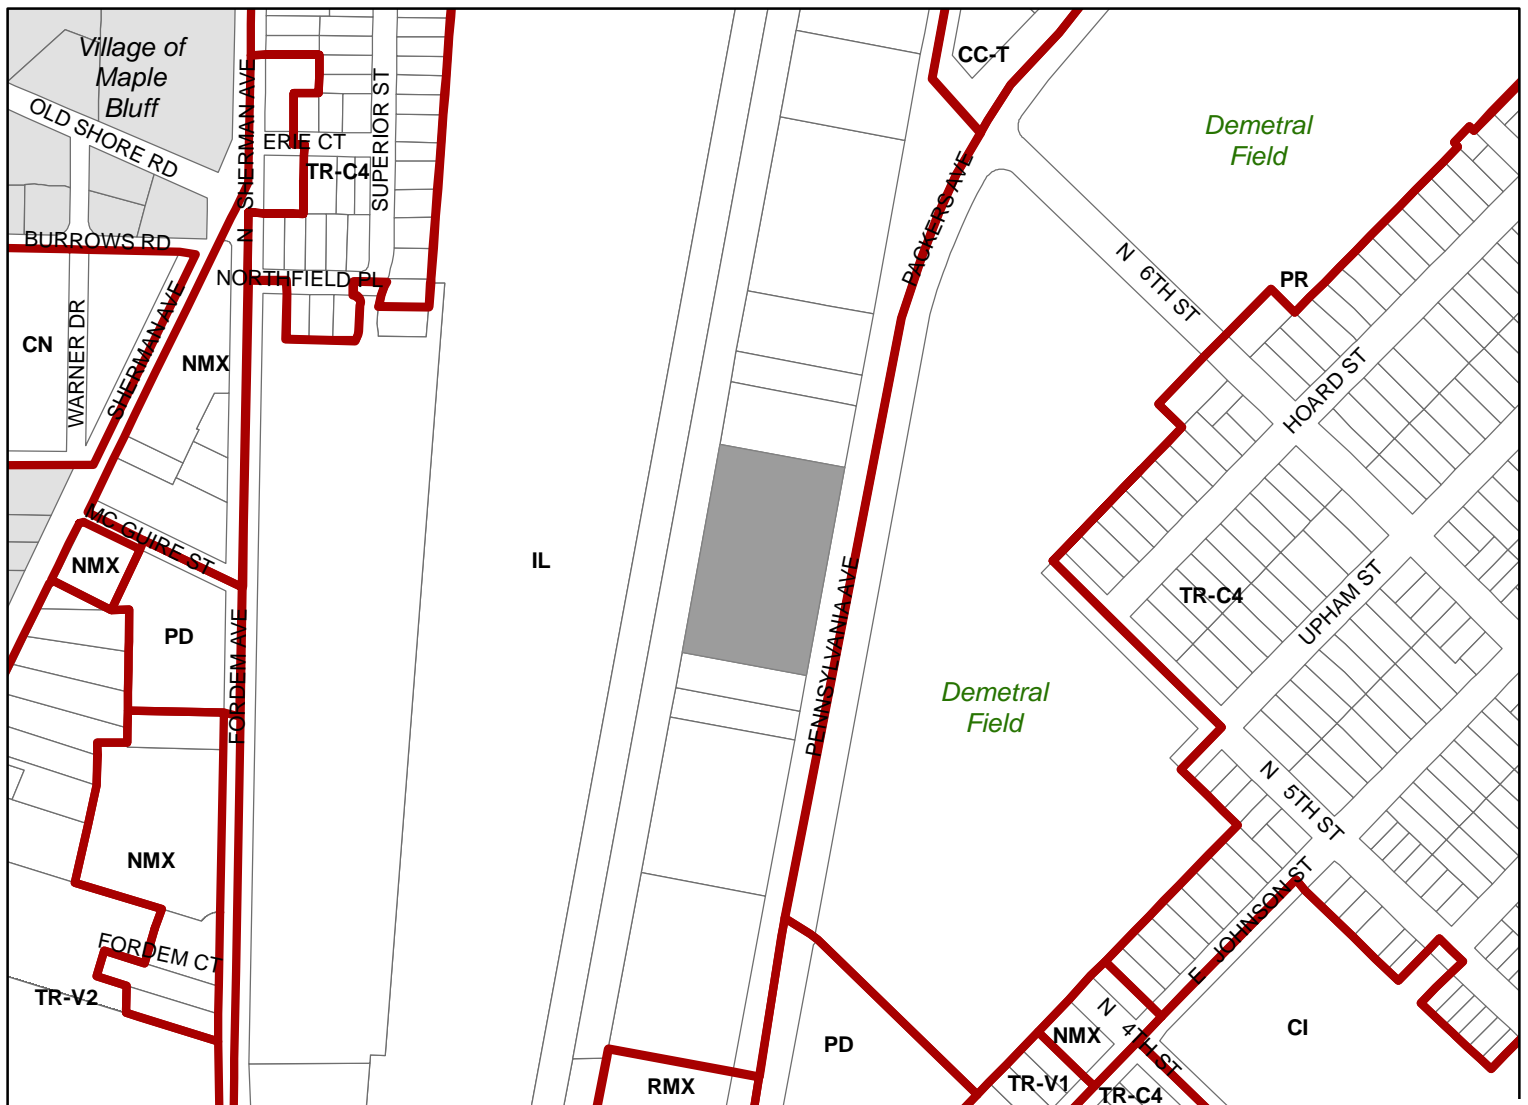 Village of
Maple
Bluff
OLD SHORE RD
N SHERMAN AVE
ERIE CT
SUPERIOR ST
TR-C4
CC-T
Demetral
Field
PACKERS AVE
N 6TH ST
PR
BURROWS RD
NORTHFIELD PL
CN
WARNER DR
SHERMAN AVE
NMX
HOARD ST
MC GUIRE ST
NMX
IL
PENNSYLVANIA AVE
TR-C4
UPHAM ST
PD
FORDEM AVE
Demetral
Field
N 5TH ST
NMX
E JOHNSON ST
FORDEM CT
TR-V2
N 4TH ST
NMX
CI
PD
RMX
TR-V1
TR-C4